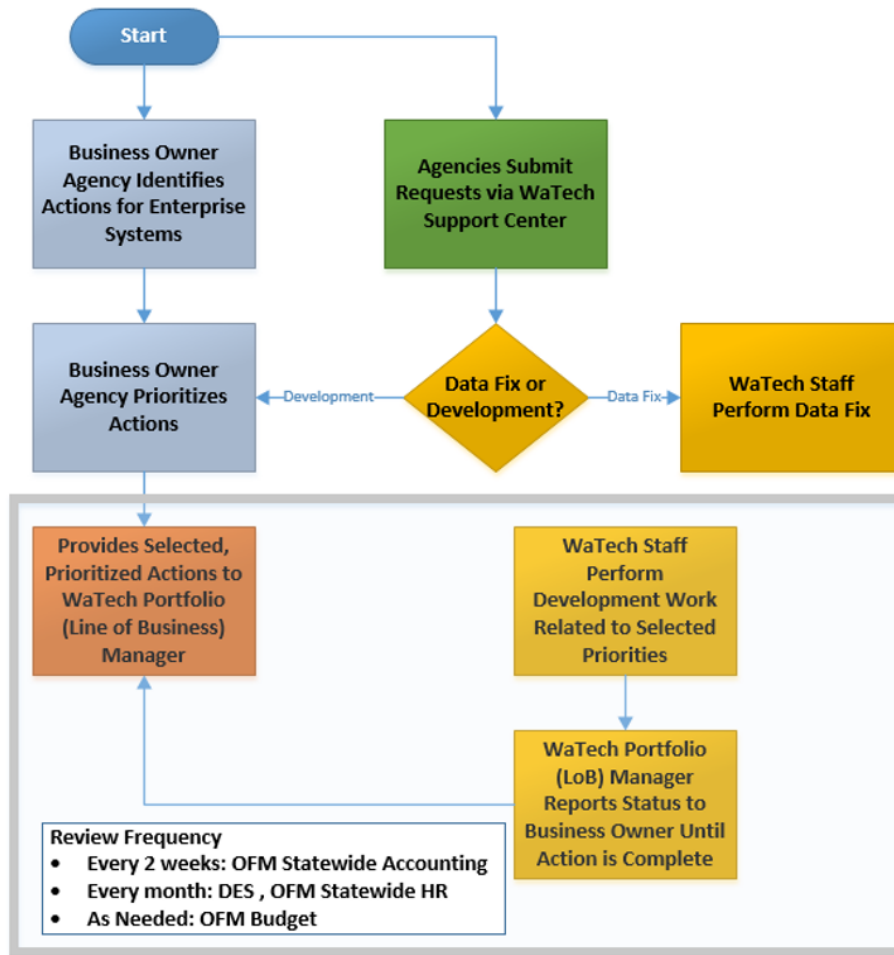 Start
Business Owner
Agency Identifies
Actions for Enterprise
Systems
Agencies Submit
Requests via WaTech
Support Center
Business Owner
Agency Prioritizes
Actions
Development
Data Fix or
Development?
Data Fix
WaTech Staff
Perform Data Fix
Provides Selected,
Prioritized Actions to
WaTech Portfolio
(Line of Business)
Manager
WaTech Staff
Perform
Development Work
Related to Selected
Priorities
WaTech Portfolio
(LoB) Manager
Reports Status to
Business Owner Until
Action is Complete
Review Frequency
• Every 2 weeks: OFM Statewide Accounting
• Every month: DES , OFM Statewide HR
• As Needed: OFM Budget